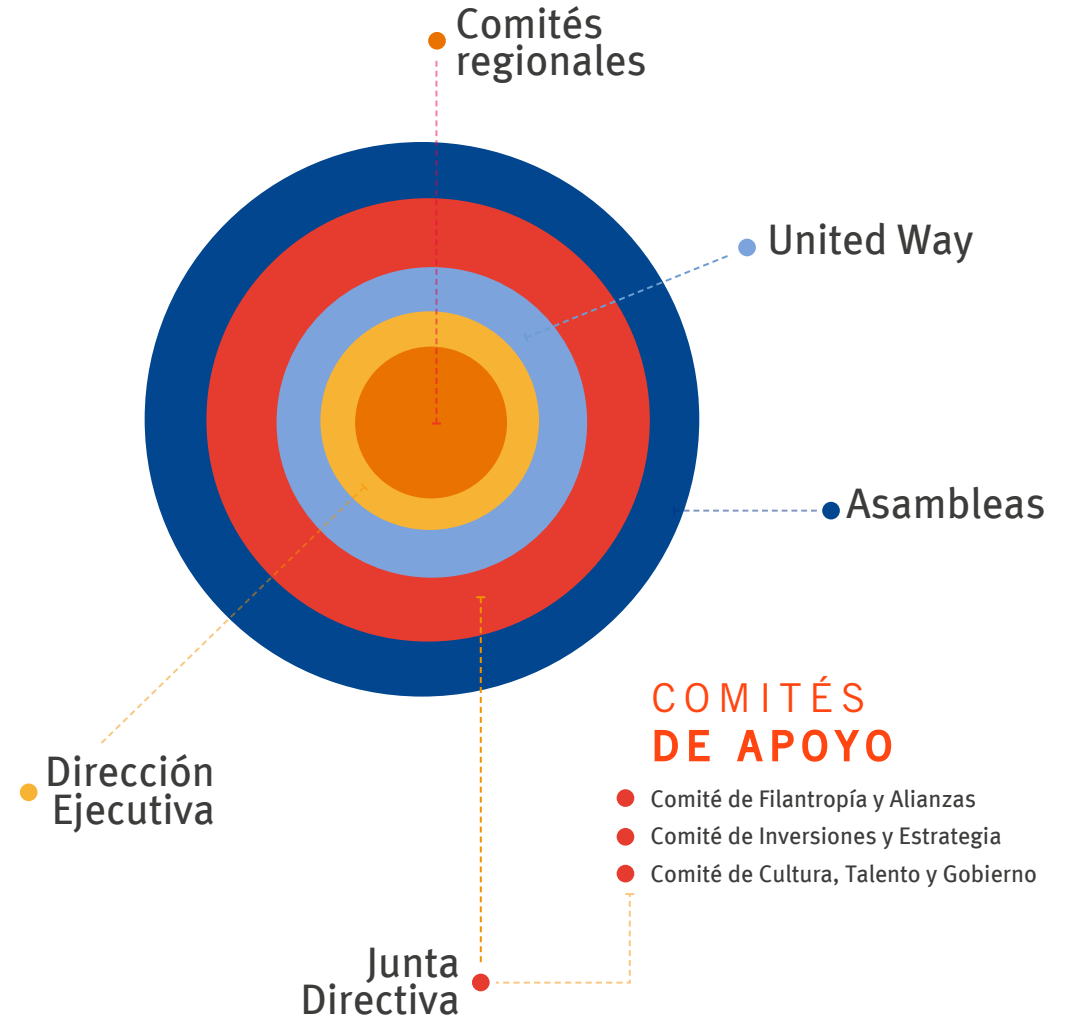 Comités
regionales
United Way
Asambleas
COMITÉS
DE APOYO
Dirección
Ejecutiva
Comité de Filantropía y Alianzas
Comité de Inversiones y Estrategia
Comité de Cultura, Talento y Gobierno
Junta
Directiva